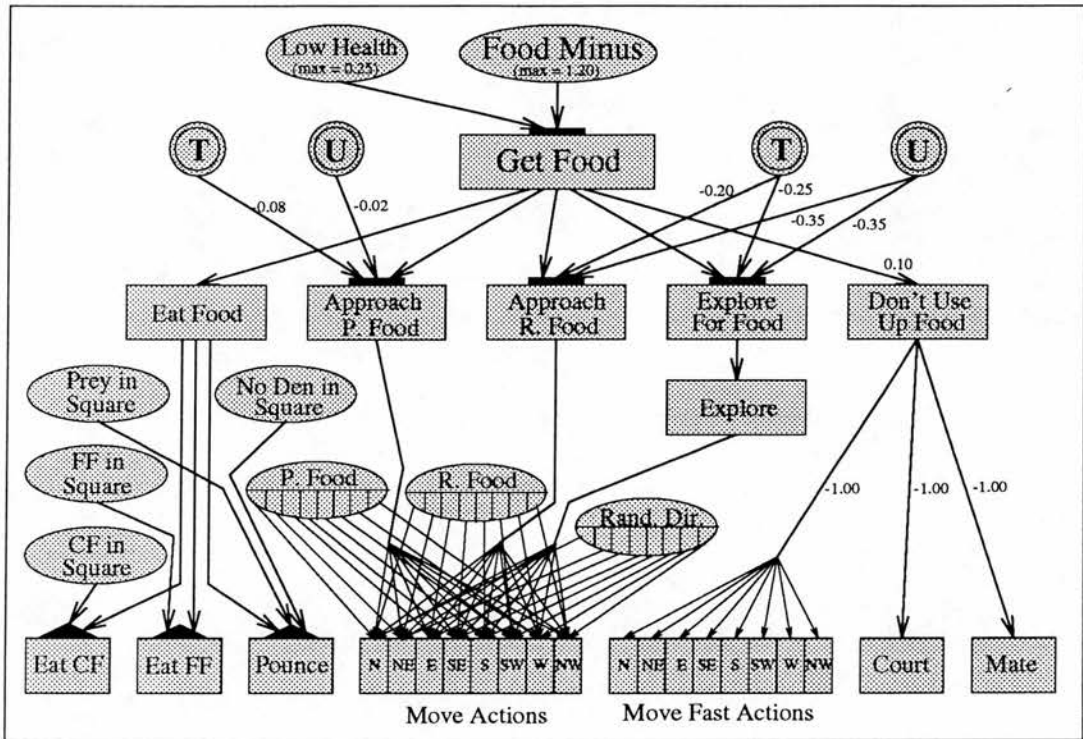 Low Health
(max = 0.25)
Food Minus
(max = 1.20)
T
U
Get Food
T
U
-0.08
-0.02
-0.20
-0.25
-0.35
-0.35
0.10
Eat Food
Approach
P. Food
Approach
R. Food
Explore
For Food
Don't Use
Up Food
Prey in
Square
No Den in
Square
Explore
FF in
Square
P. Food
R. Food
Rand. Dir.
-1.00
-1.00
-1.00
CF in
Square
Eat CF
Eat FF
Pounce
N NE E SE S SW W NW
N NE E SE S SW W NW
Court
Mate
Move Actions
Move Fast Actions